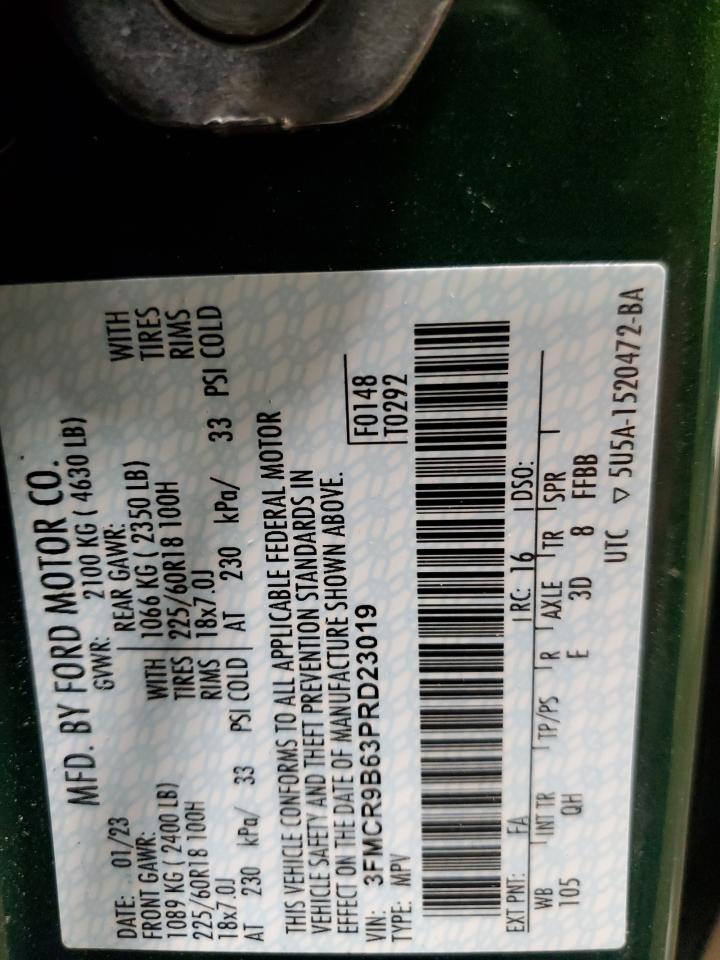 MFD. BY FORD MOTOR CO.
DATE: 01/23 GVWR: 2100 KG ( 4630 LB)
FRONT GAWR: REAR GAWR:
1089 KG ( 2400 LB) WITH 1066 KG ( 2350 LB) WITH
225/60R18 100H TIRES 225/60R18 100H TIRES
18x7.0J RIMS 18x7.0J RIMS
AT 230 kPa/ 33 PSI COLD AT 230 kPa/ 33 PSI COLD
THIS VEHICLE CONFORMS TO ALL APPLICABLE FEDERAL MOTOR
VEHICLE SAFETY AND THEFT PREVENTION STANDARDS IN
EFFECT ON THE DATE OF MANUFACTURE SHOWN ABOVE.
F0148
VIN: 3FMCR9B63PRD23019
TYPE: MPV T0292
EXT PNT: FA RC: 16 DSO:
WB INT TR TP/PS R AXLE TR SPR
105 QH E 3D 8 FFBB
UTC ▽ 5U5A-1520472-BA